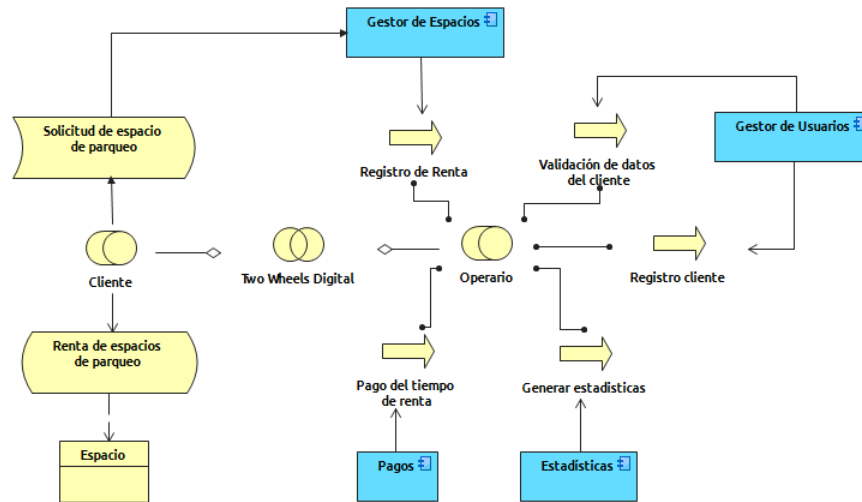 Gestor de Espacios
Solicitud de espacio
de parqueo
Gestor de Usuarios
Registro de Renta
Validación de datos
del cliente
Cliente
Two Wheels Digital
Operario
Registro cliente
Renta de espacios
de parqueo
Pago del tiempo
de renta
Generar estadisticas
Espacio
Pagos
Estadísticas